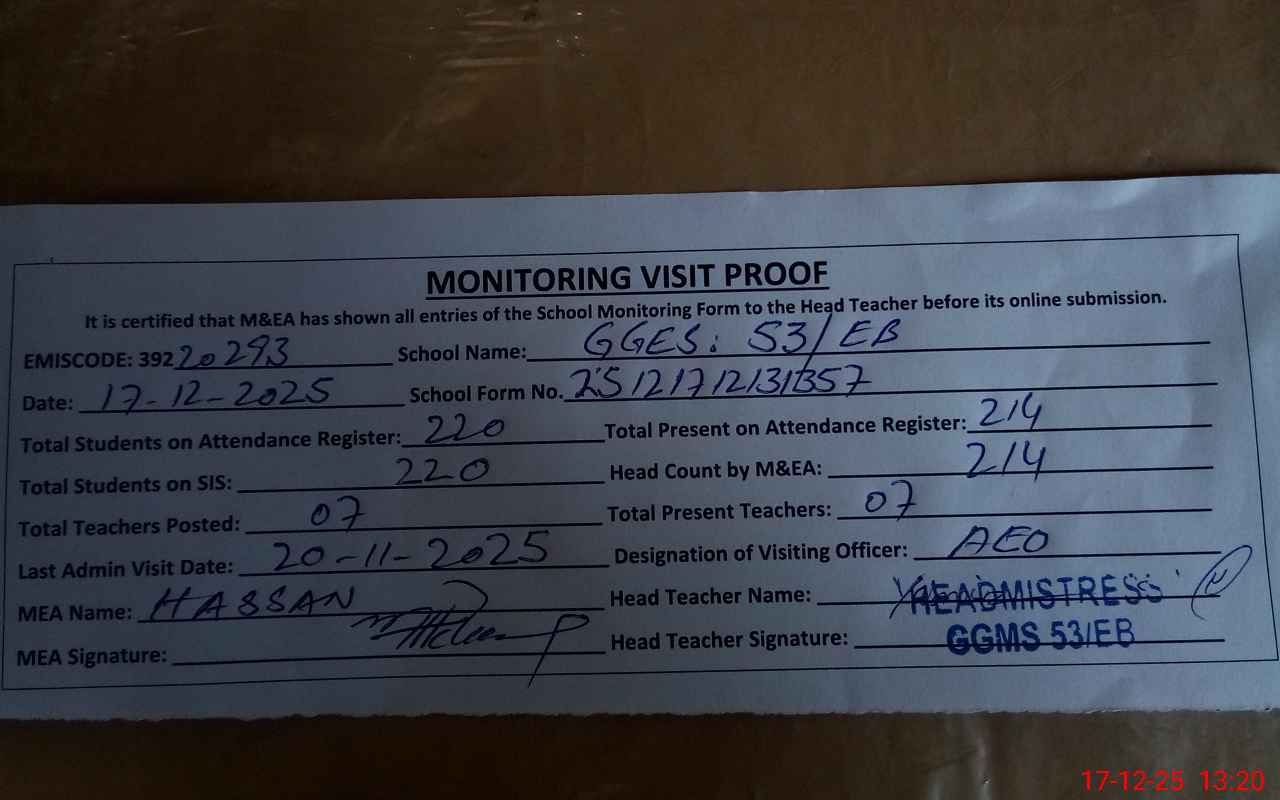 MONITORING VISIT PROOF
It is certified that M&EA has shown all entries of the School Monitoring Form to the Head Teacher before its online submission.
EMISCODE: 39220293 School Name: GGES: 53/EB
Date: 17-12-2025 School Form No. 25121712131357
Total Students on Attendance Register: 220 Total Present on Attendance Register: 214
Total Students on SIS: 220 Head Count by M&EA: 214
Total Teachers Posted: 07 Total Present Teachers: 07
Last Admin Visit Date: 20-11-2025 Designation of Visiting Officer: AEO
MEA Name: HASSAN Head Teacher Name: HEADMISTRESS
MEA Signature: Head Teacher Signature: GGMS 53/EB
17-12-25 13:20